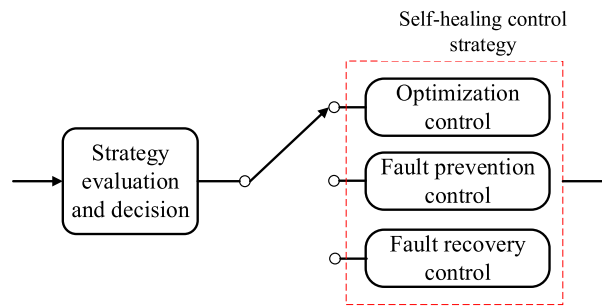 Self-healing control
strategy
Optimization
control
Strategy
evaluation
and decision
Fault prevention
control
Fault recovery
control